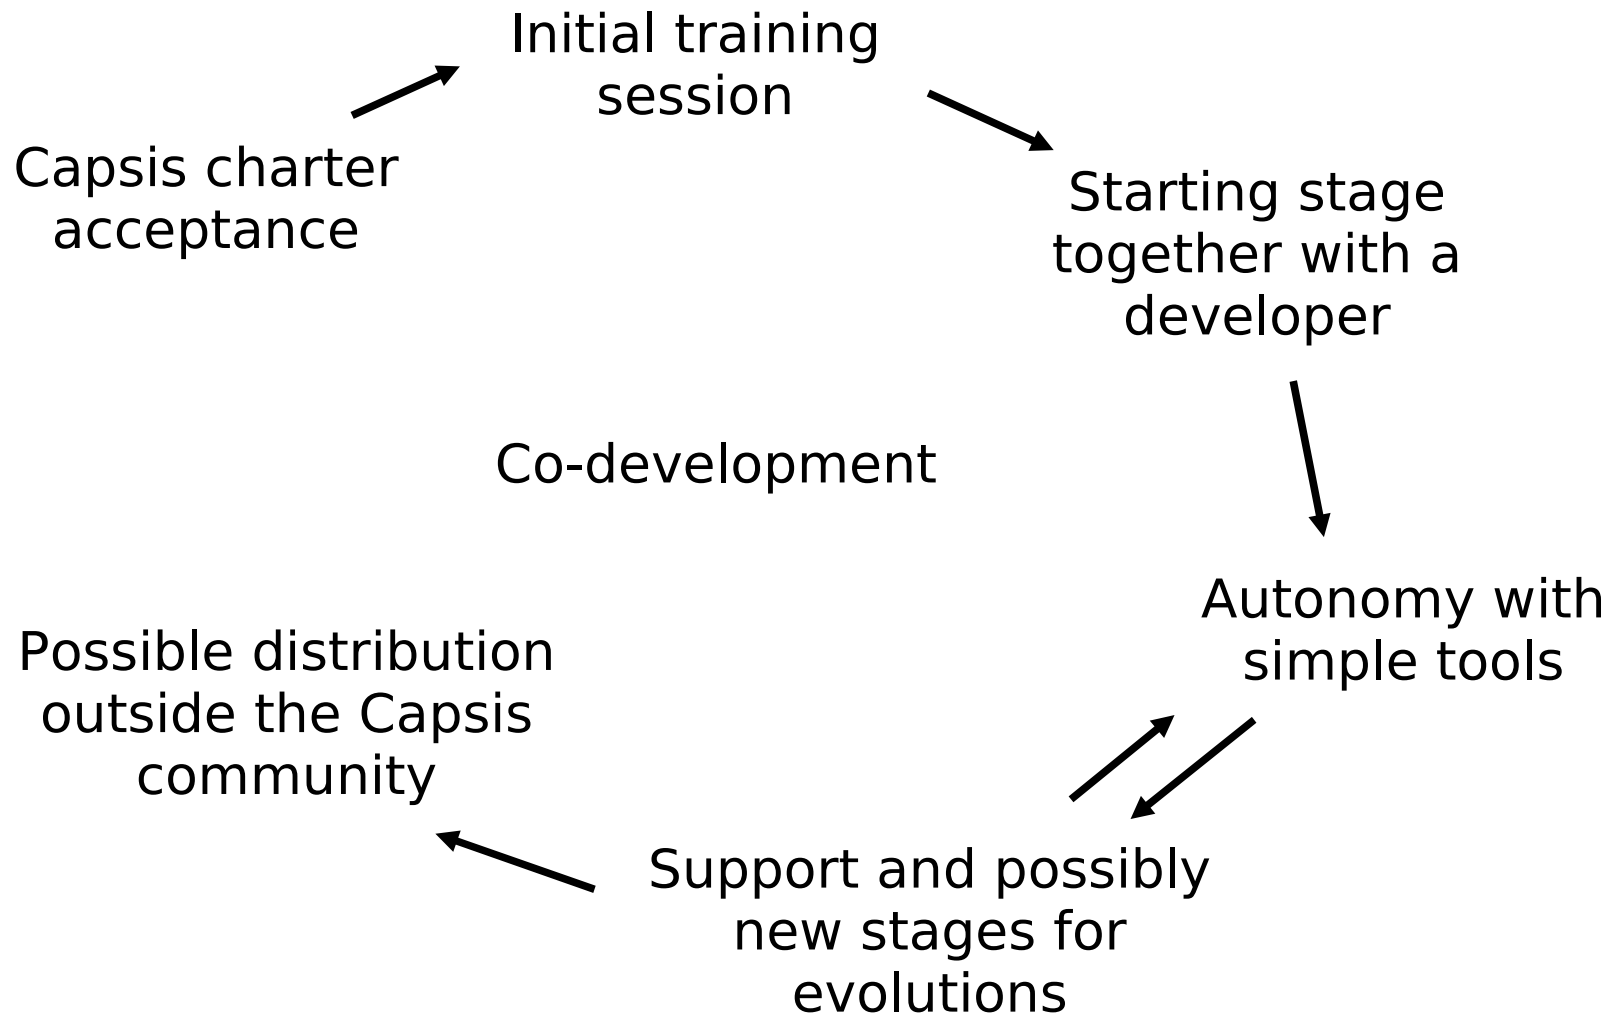 Initial training
session
Capsis charter
acceptance
Starting stage
together with a
developer
Co-development
Autonomy with
simple tools
Possible distribution
outside the Capsis
community
Support and possibly
new stages for
evolutions